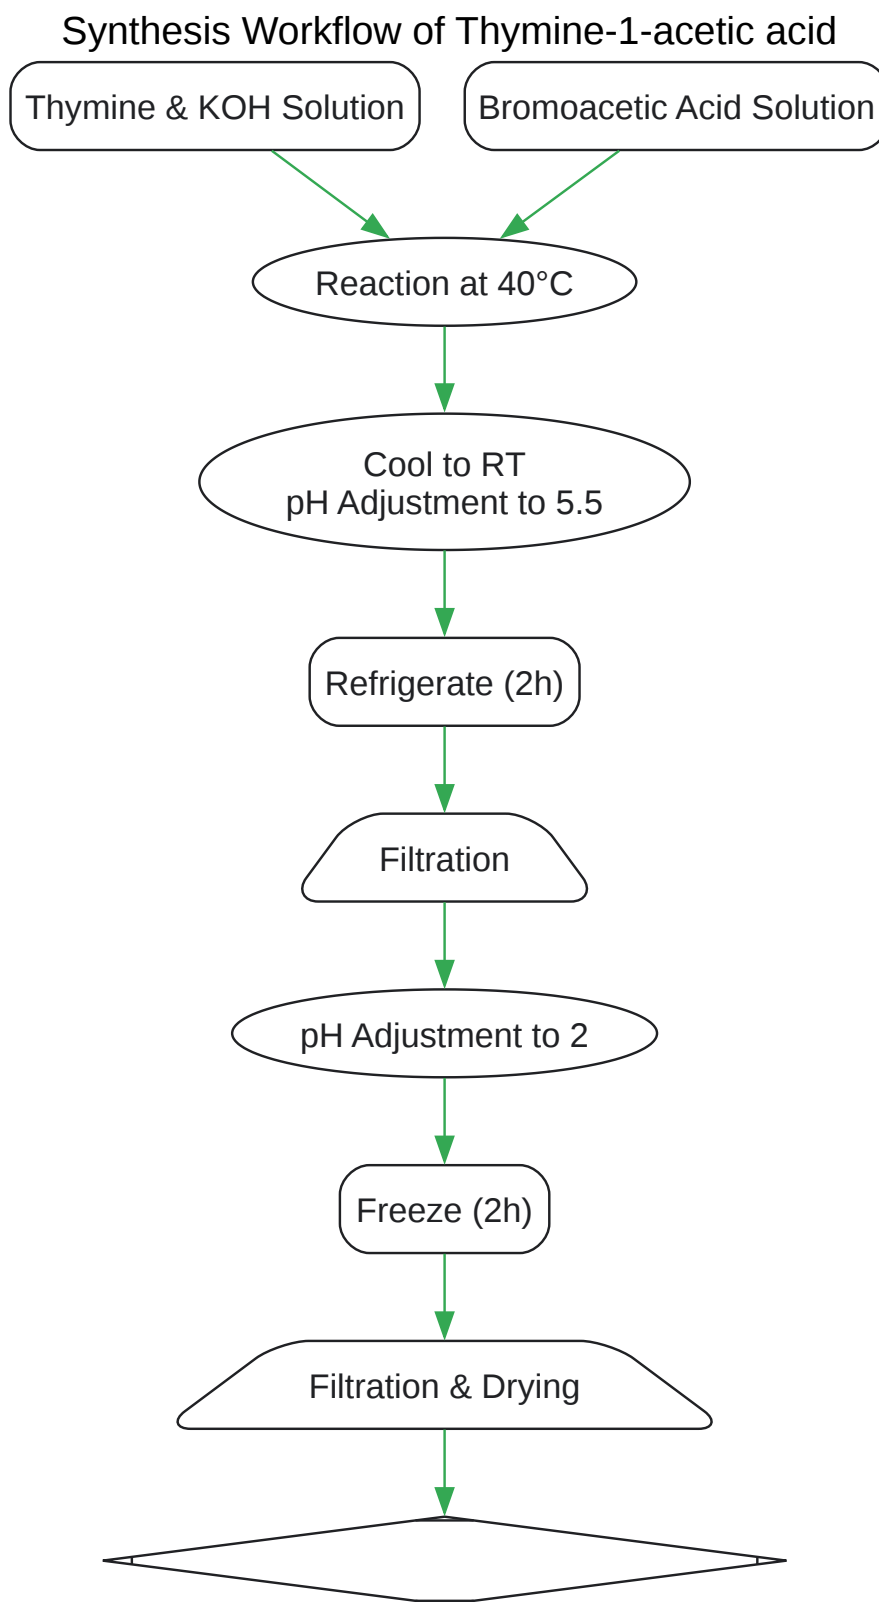 Synthesis Workflow of Thymine-1-acetic acid
Thymine & KOH Solution
Bromoacetic Acid Solution
Reaction at 40°C
Cool to RT
pH Adjustment to 5.5
Refrigerate (2h)
Filtration
pH Adjustment to 2
Freeze (2h)
Filtration & Drying